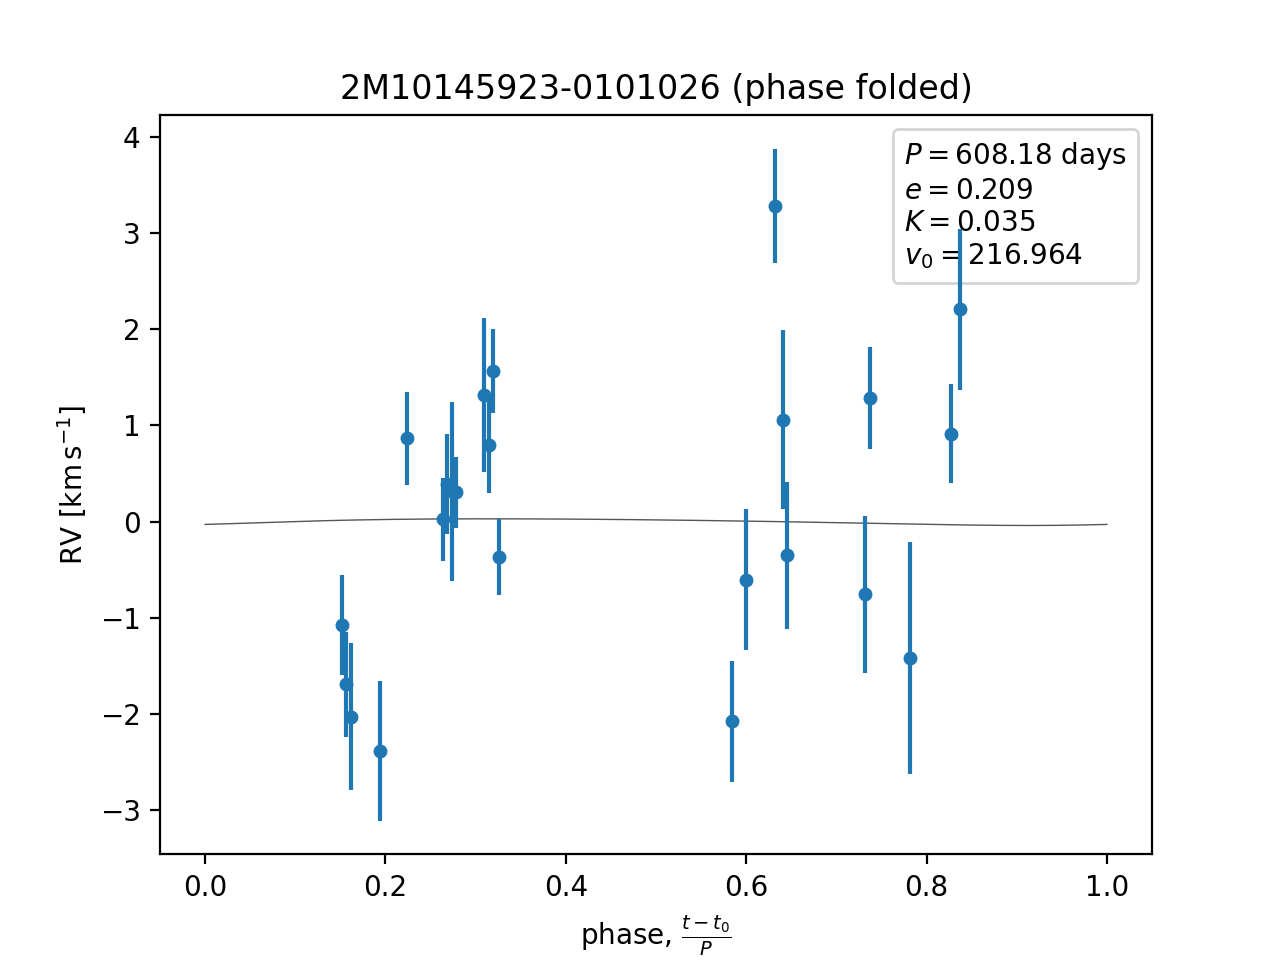 2M10145923-0101026 (phase folded)
P = 608.18 days
e = 0.209
K = 0.035
v₀ = 216.964
4
3
2
1
0
−1
−2
−3
RV [km s⁻¹]
0.0 0.2 0.4 0.6 0.8 1.0
phase, (t − t₀)/P